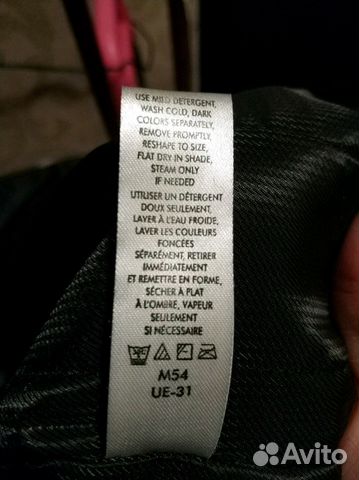 USE MILD DETERGENT,
WASH COLD, DARK
COLORS SEPARATELY,
REMOVE PROMPTLY,
RESHAPE TO SIZE,
FLAT DRY IN SHADE,
STEAM ONLY
IF NEEDED
UTILISER UN DÉTERGENT
DOUX SEULEMENT,
LAVER À L'EAU FROIDE,
LAVER LES COULEURS
FONCÉES
SÉPARÉMENT, RETIRER
IMMÉDIATEMENT
ET REMETTRE EN FORME,
SÉCHER À PLAT
À L'OMBRE, VAPEUR
SEULEMENT
SI NÉCESSAIRE
M54
UE-31
Avito